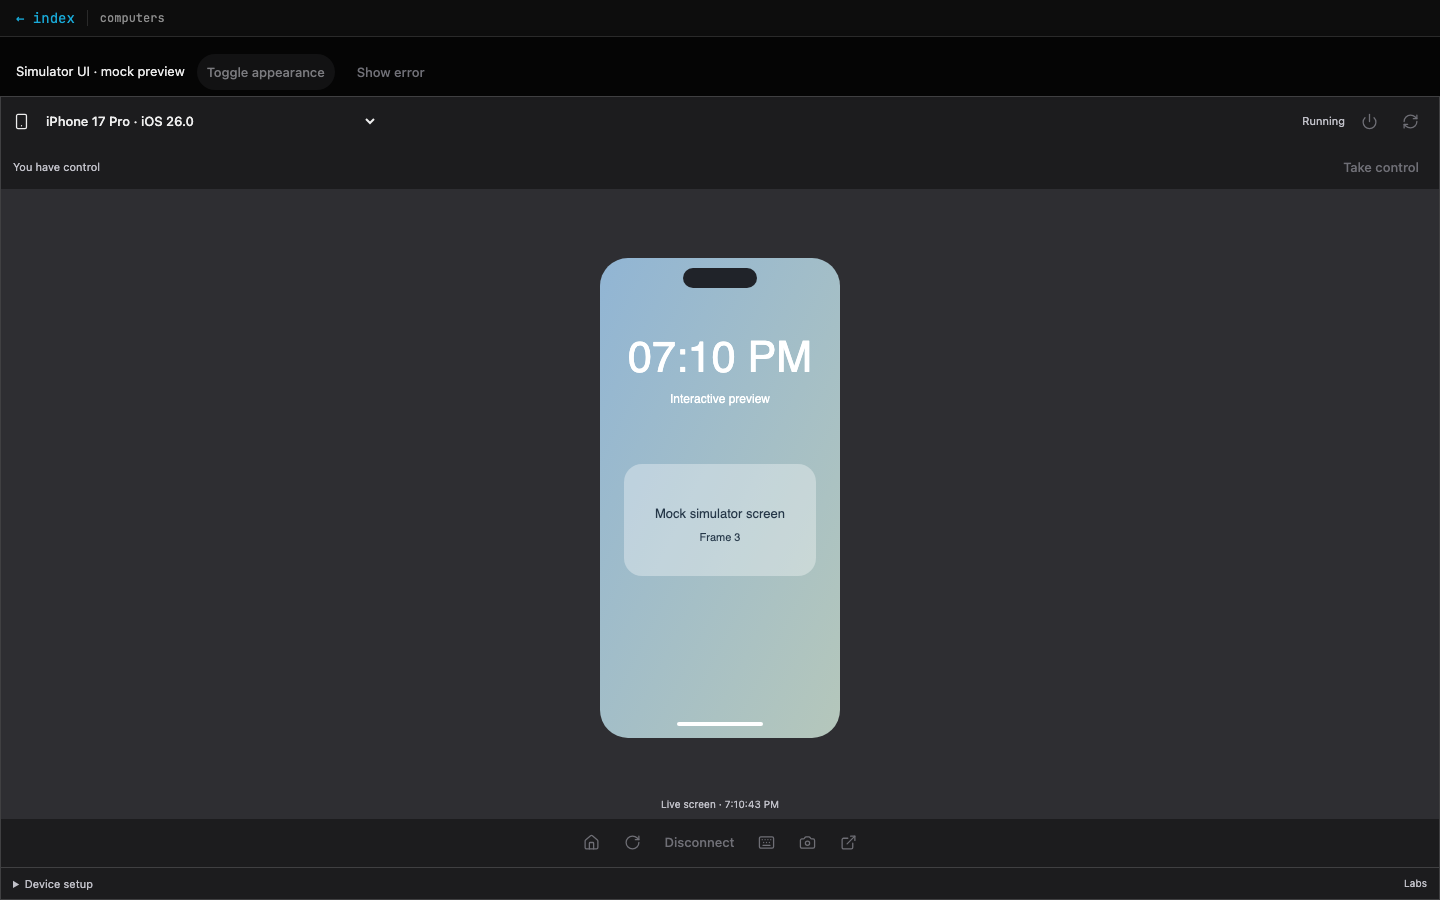 ← index
computers
Simulator UI · mock preview
Toggle appearance
Show error
iPhone 17 Pro · iOS 26.0
Running
You have control
Take control
07:10 PM
Interactive preview
Mock simulator screen
Frame 3
Live screen · 7:10:43 PM
Disconnect
Device setup
Labs